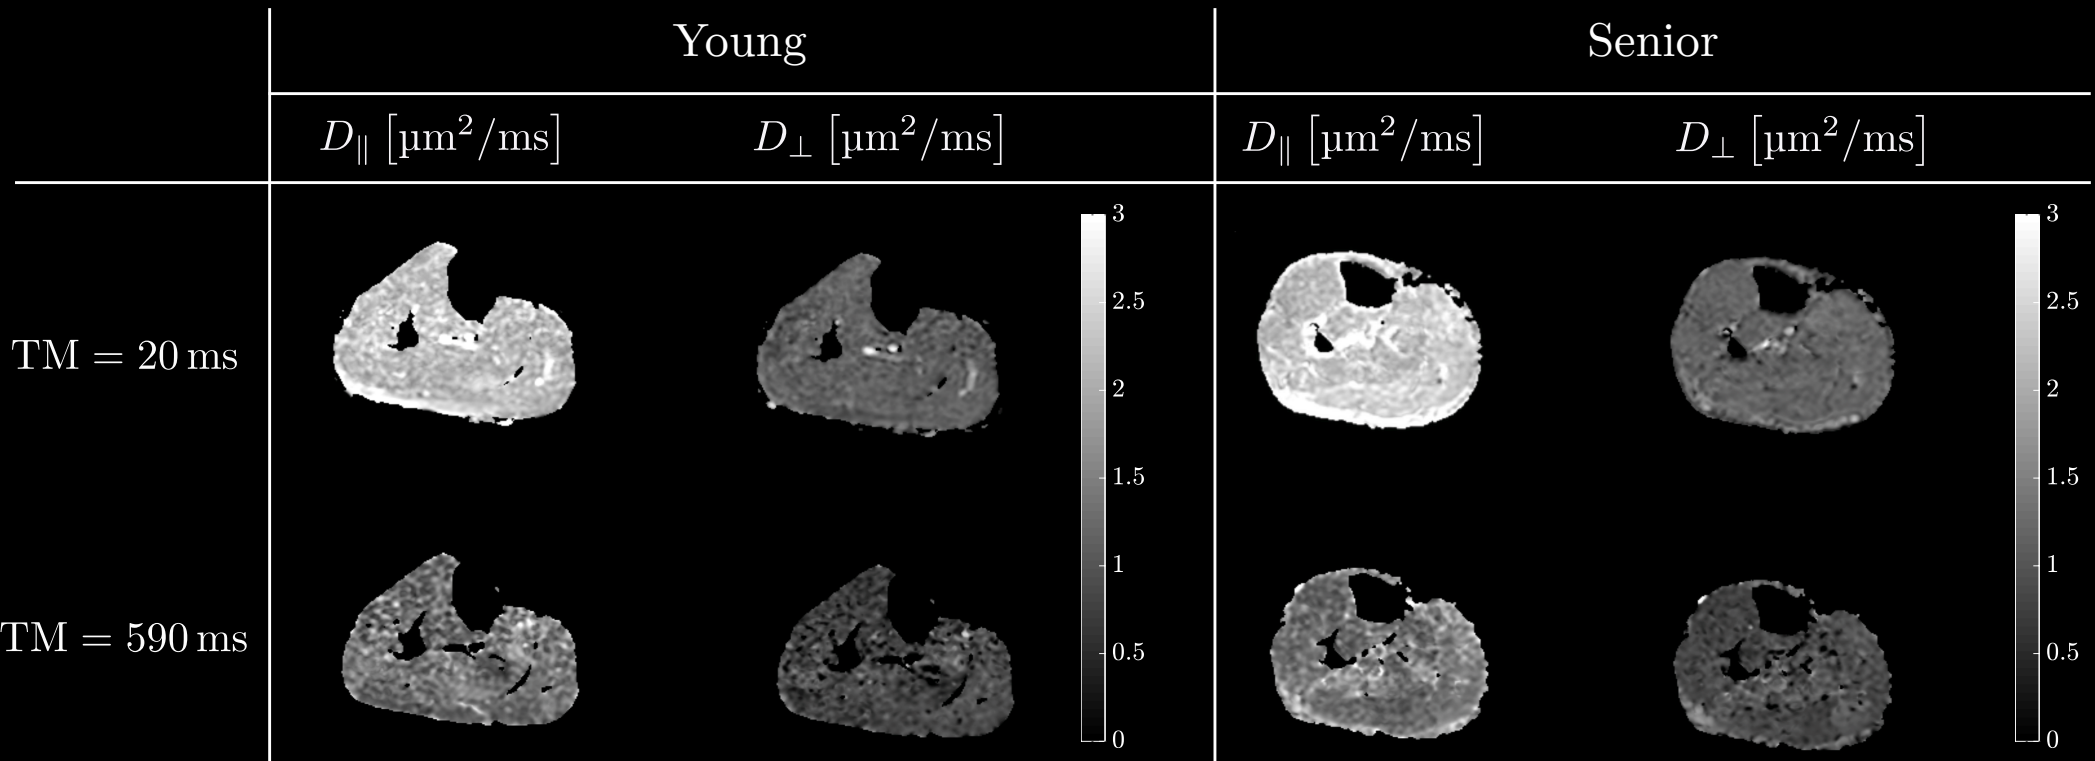 Young Senior
D∥ [µm²/ms] D⊥ [µm²/ms] D∥ [µm²/ms] D⊥ [µm²/ms]
TM = 20 ms
3 3
2.5 2.5
2 2
1.5 1.5
1 1
TM = 590 ms
0.5 0.5
0 0